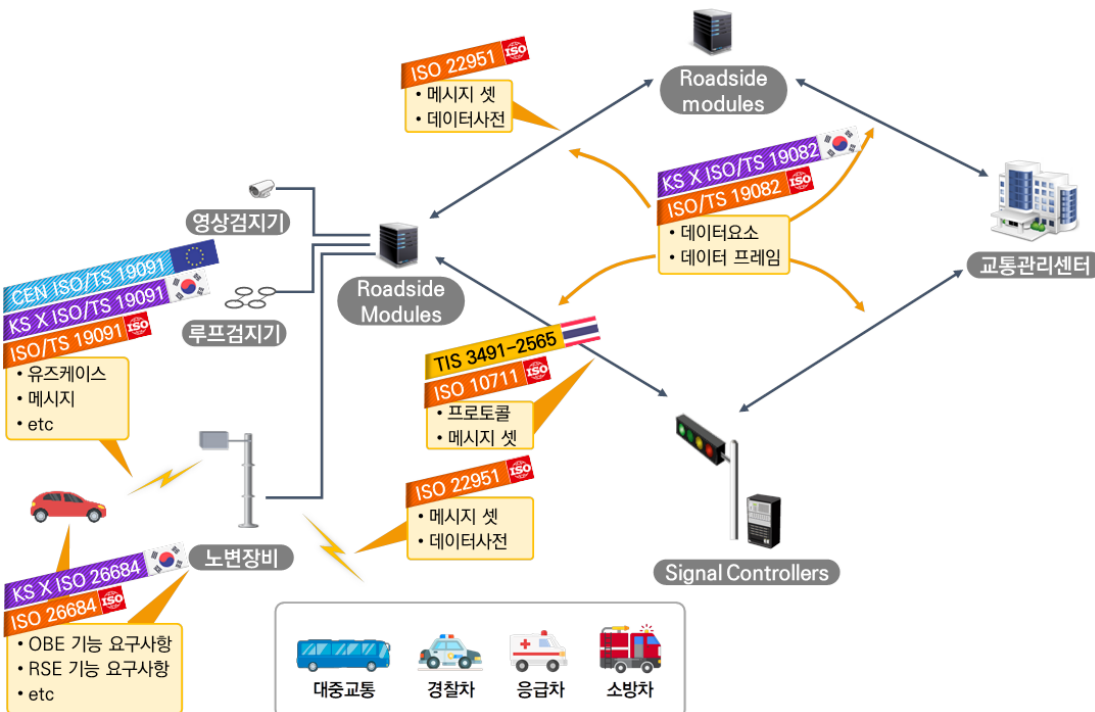 ISO 22951 ISO
• 메시지 셋
• 데이터사전
Roadside
modules
KS X ISO/TS 19082
ISO/TS 19082 ISO
• 데이터요소
• 데이터 프레임
교통관리센터
영상검지기
루프검지기
Roadside
Modules
CEN ISO/TS 19091
KS X ISO/TS 19091
ISO/TS 19091 ISO
• 유즈케이스
• 메시지
• etc
TIS 3491-2565
ISO 10711 ISO
• 프로토콜
• 메시지 셋
ISO 22951 ISO
• 메시지 셋
• 데이터사전
노변장비
Signal Controllers
KS X ISO 26684
ISO 26684 ISO
• OBE 기능 요구사항
• RSE 기능 요구사항
• etc
대중교통 경찰차 응급차 소방차